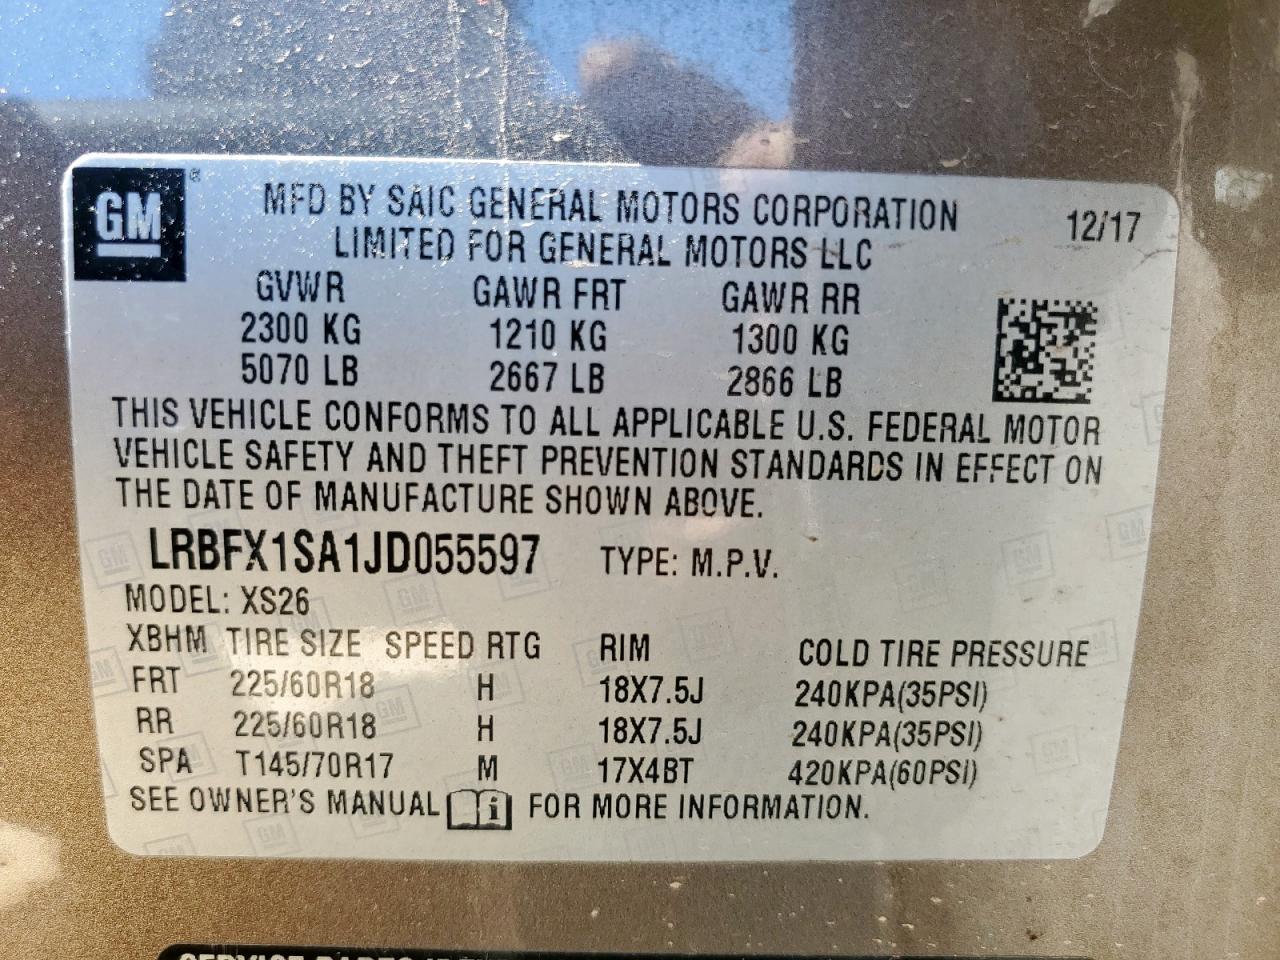 GM®
MFD BY SAIC GENERAL MOTORS CORPORATION 12/17
LIMITED FOR GENERAL MOTORS LLC
GVWR GAWR FRT GAWR RR
2300 KG 1210 KG 1300 KG
5070 LB 2667 LB 2866 LB
THIS VEHICLE CONFORMS TO ALL APPLICABLE U.S. FEDERAL MOTOR
VEHICLE SAFETY AND THEFT PREVENTION STANDARDS IN EFFECT ON
THE DATE OF MANUFACTURE SHOWN ABOVE.
LRBFX1SA1JD055597 TYPE: M.P.V.
MODEL: XS26
XBHM TIRE SIZE SPEED RTG RIM COLD TIRE PRESSURE
FRT 225/60R18 H 18X7.5J 240KPA(35PSI)
RR 225/60R18 H 18X7.5J 240KPA(35PSI)
SPA T145/70R17 M 17X4BT 420KPA(60PSI)
SEE OWNER'S MANUAL i FOR MORE INFORMATION.
SERVICE PARTS